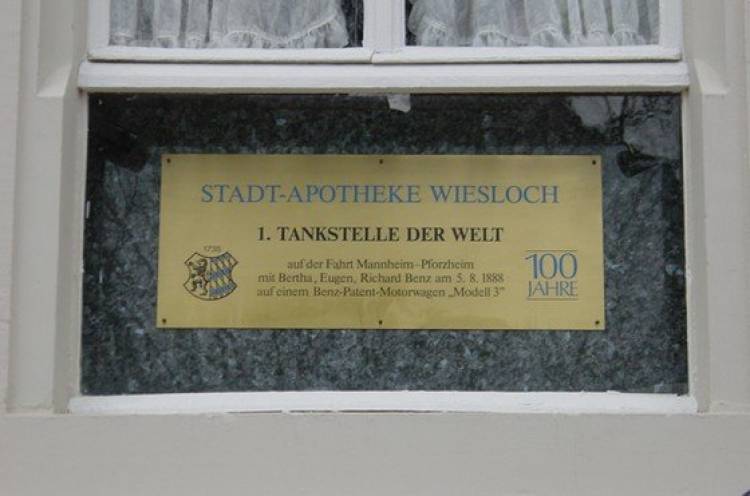 STADT-APOTHEKE WIESLOCH
1. TANKSTELLE DER WELT
1738
auf der Fahrt Mannheim-Pforzheim
mit Bertha, Eugen, Richard Benz am 5. 8. 1888
auf einem Benz-Patent-Motorwagen „Modell 3"
100
JAHRE